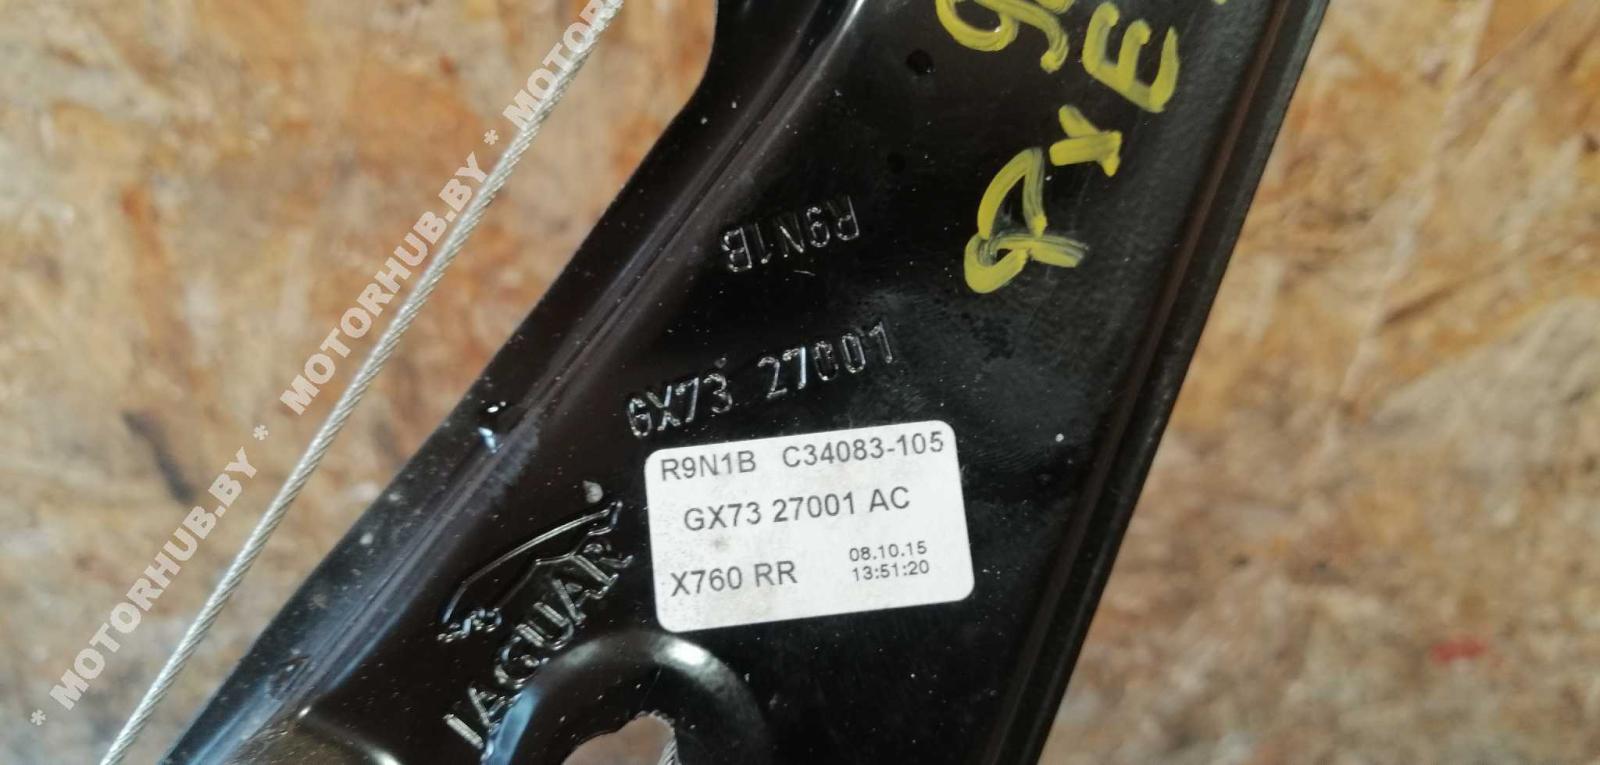 * MOTORHUB.BY * MOTORHUB.BY * MOTORH
R9N1B
GX73 27001
R9N1B C34083-105
GX73 27001 AC
X760 RR
08.10.15
13:51:20
JAGUAR